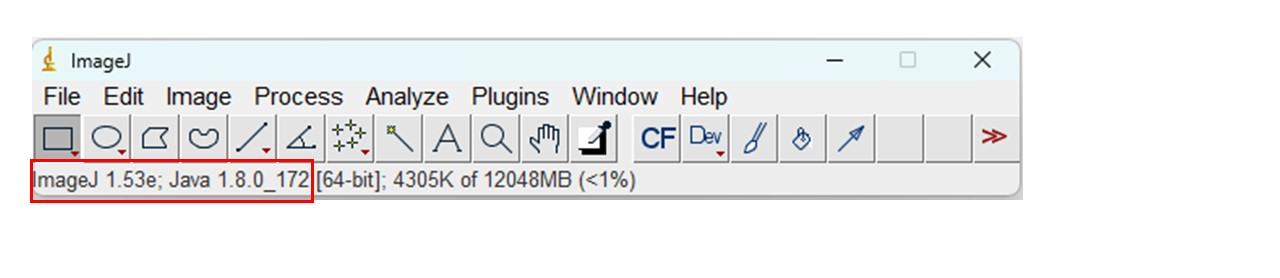 ImageJ
File Edit Image Process Analyze Plugins Window Help
A CF Dev
ImageJ 1.53e; Java 1.8.0_172 [64-bit]; 4305K of 12048MB (<1%)